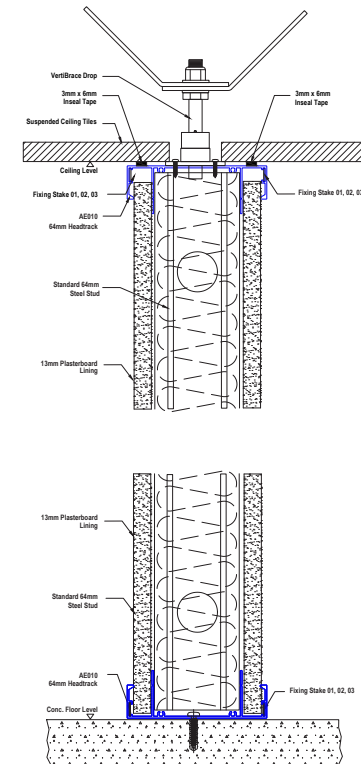 VertiBrace Drop
3mm x 6mm
Inseal Tape
3mm x 6mm
Inseal Tape
Suspended Ceiling Tiles
Ceiling Level
Fixing Stake 01, 02, 03
Fixing Stake 01, 02, 03
AE010
64mm Headtrack
Standard 64mm
Steel Stud
13mm Plasterboard
Lining
13mm Plasterboard
Lining
Standard 64mm
Steel Stud
AE010
64mm Headtrack
Fixing Stake 01, 02, 03
Conc. Floor Level